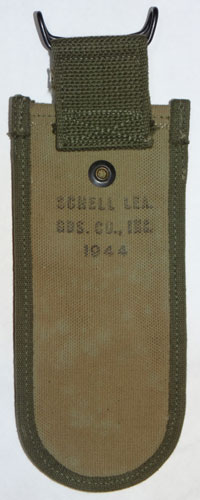 SCHELL LEA.
GDS. CO., INC.
1944